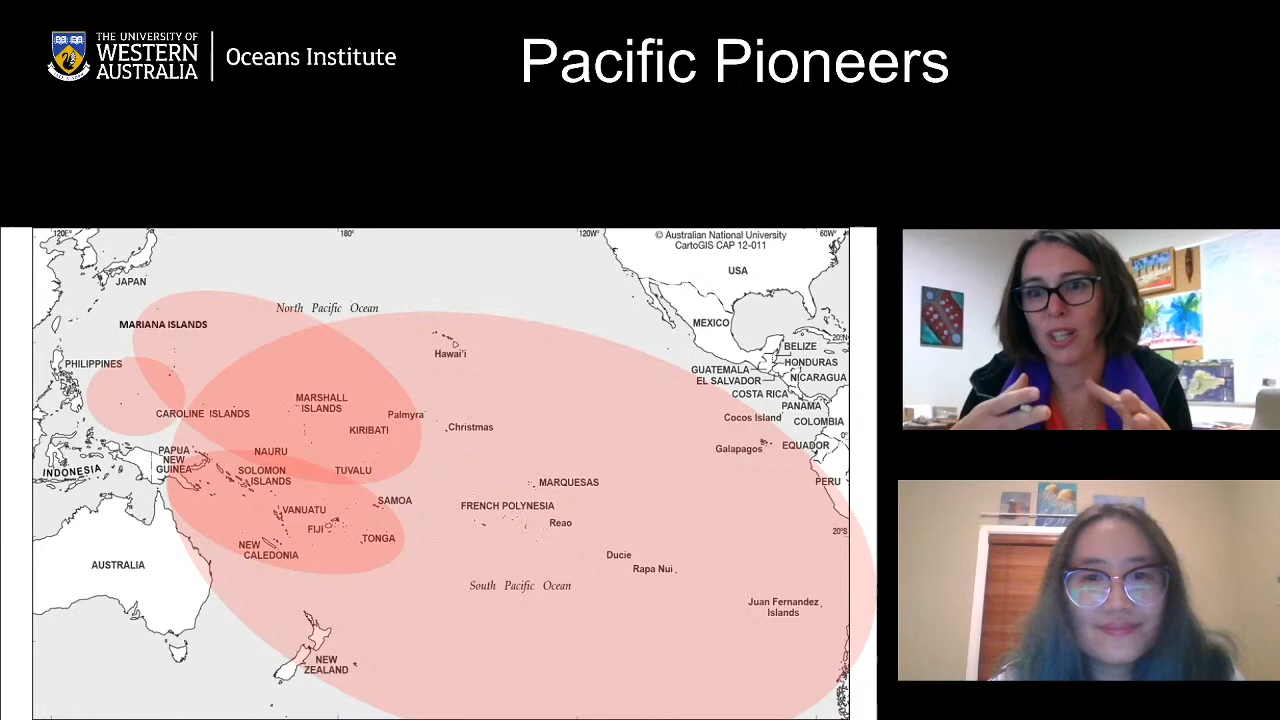 THE UNIVERSITY OF
WESTERN
AUSTRALIA
Oceans Institute
Pacific Pioneers
120°E
180°
120°W
60°W
© Australian National University
CartoGIS CAP 12-011
USA
JAPAN
North Pacific Ocean
MARIANA ISLANDS
MEXICO
20°N
BELIZE
Hawai'i
PHILIPPINES
HONDURAS
GUATEMALA
NICARAGUA
EL SALVADOR
COSTA RICA
MARSHALL
ISLANDS
PANAMA
CAROLINE ISLANDS
Palmyra
Cocos Island
COLOMBIA
KIRIBATI
Christmas
0°
Galapagos
EQUADOR
PAPUA
NEW
GUINEA
NAURU
INDONESIA
SOLOMON
ISLANDS
TUVALU
MARQUESAS
PERU
SAMOA
FRENCH POLYNESIA
VANUATU
Reao
FIJI
20°S
TONGA
NEW
CALEDONIA
Ducie
AUSTRALIA
Rapa Nui
South Pacific Ocean
Juan Fernandez
Islands
NEW
ZEALAND